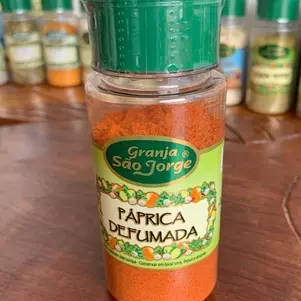 Granja
São Jorge ®
PÁPRICA
DEFUMADA